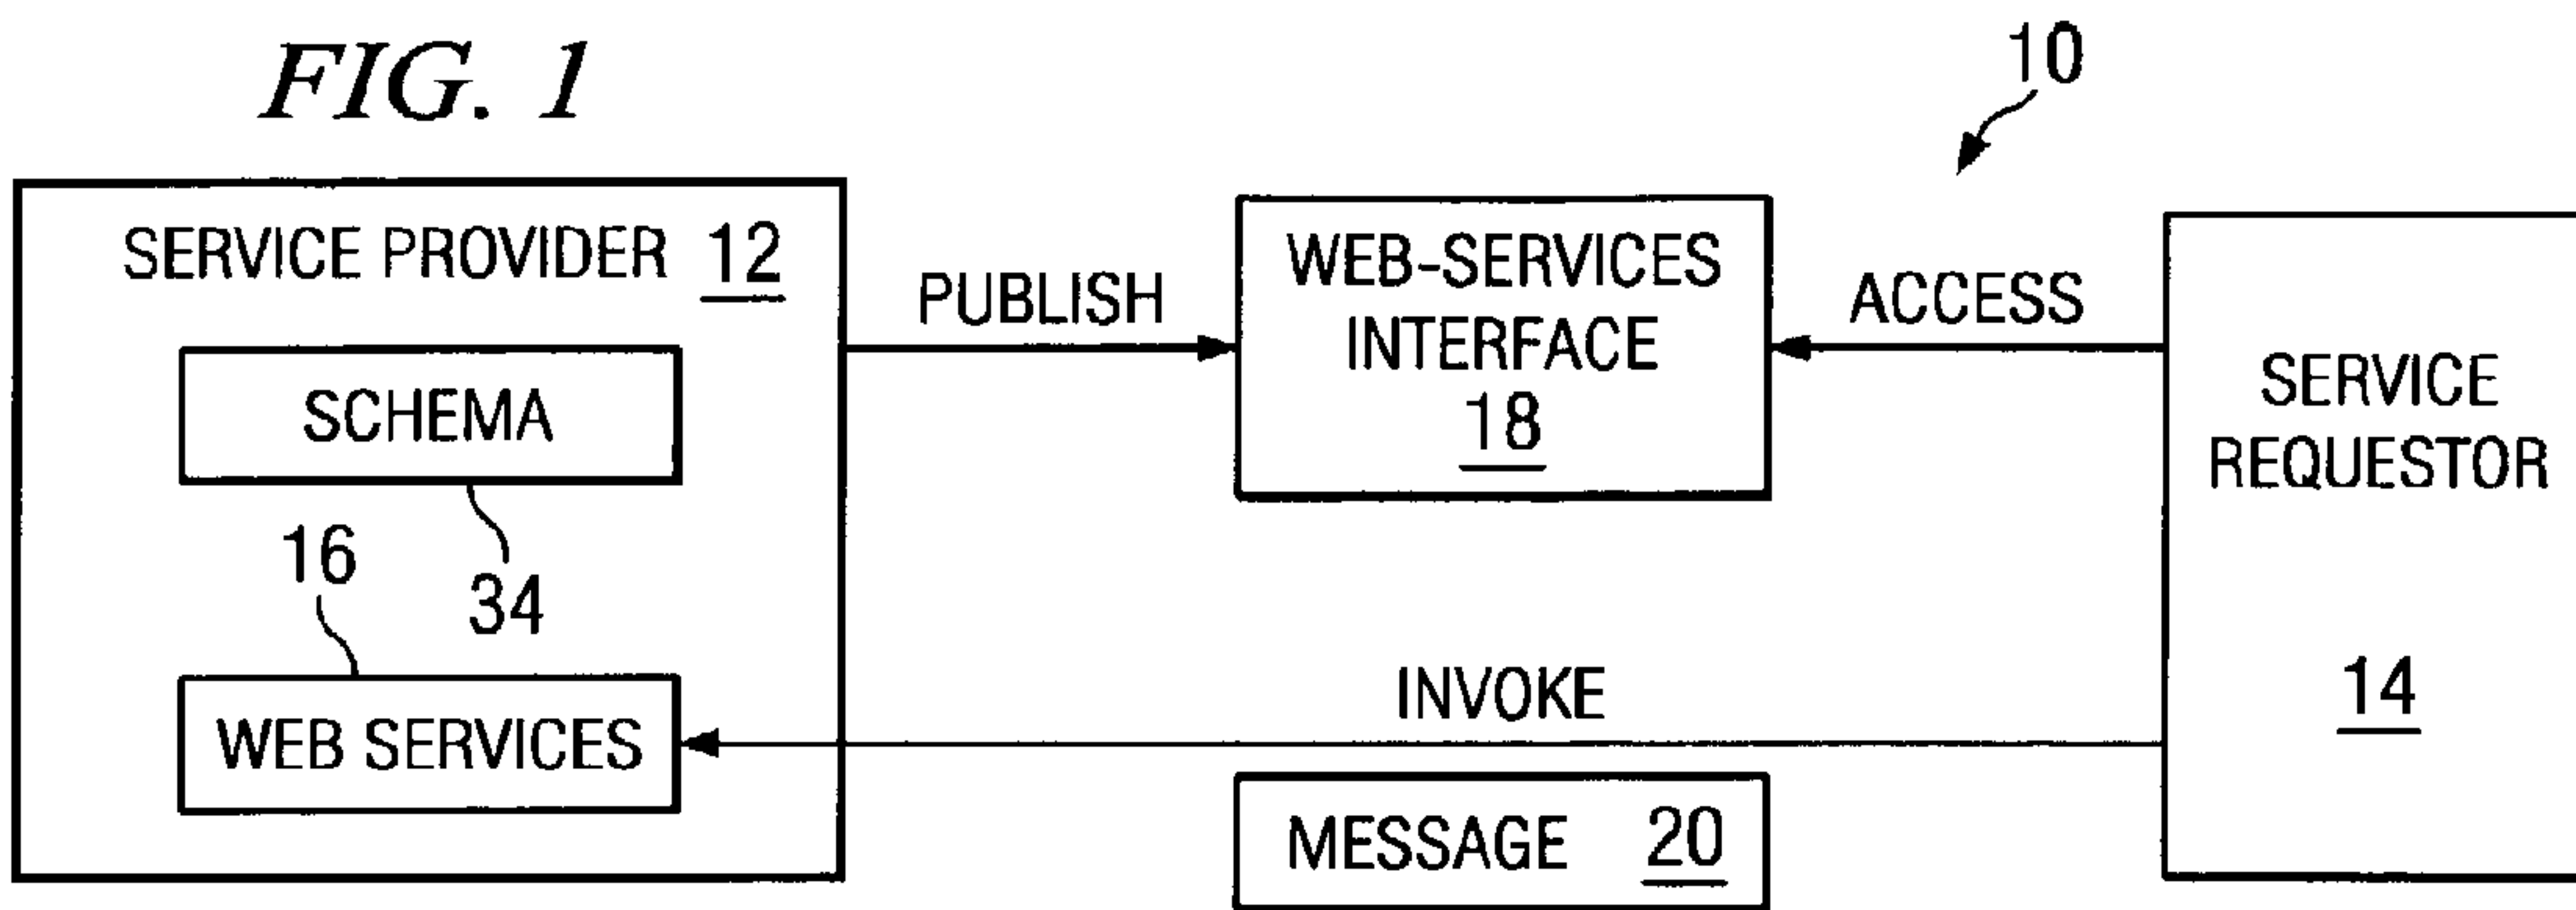 FIG. 1
10
SERVICE PROVIDER 12
SCHEMA
34
16
WEB SERVICES
PUBLISH
WEB-SERVICES
INTERFACE
18
ACCESS
SERVICE
REQUESTOR
14
INVOKE
MESSAGE 20